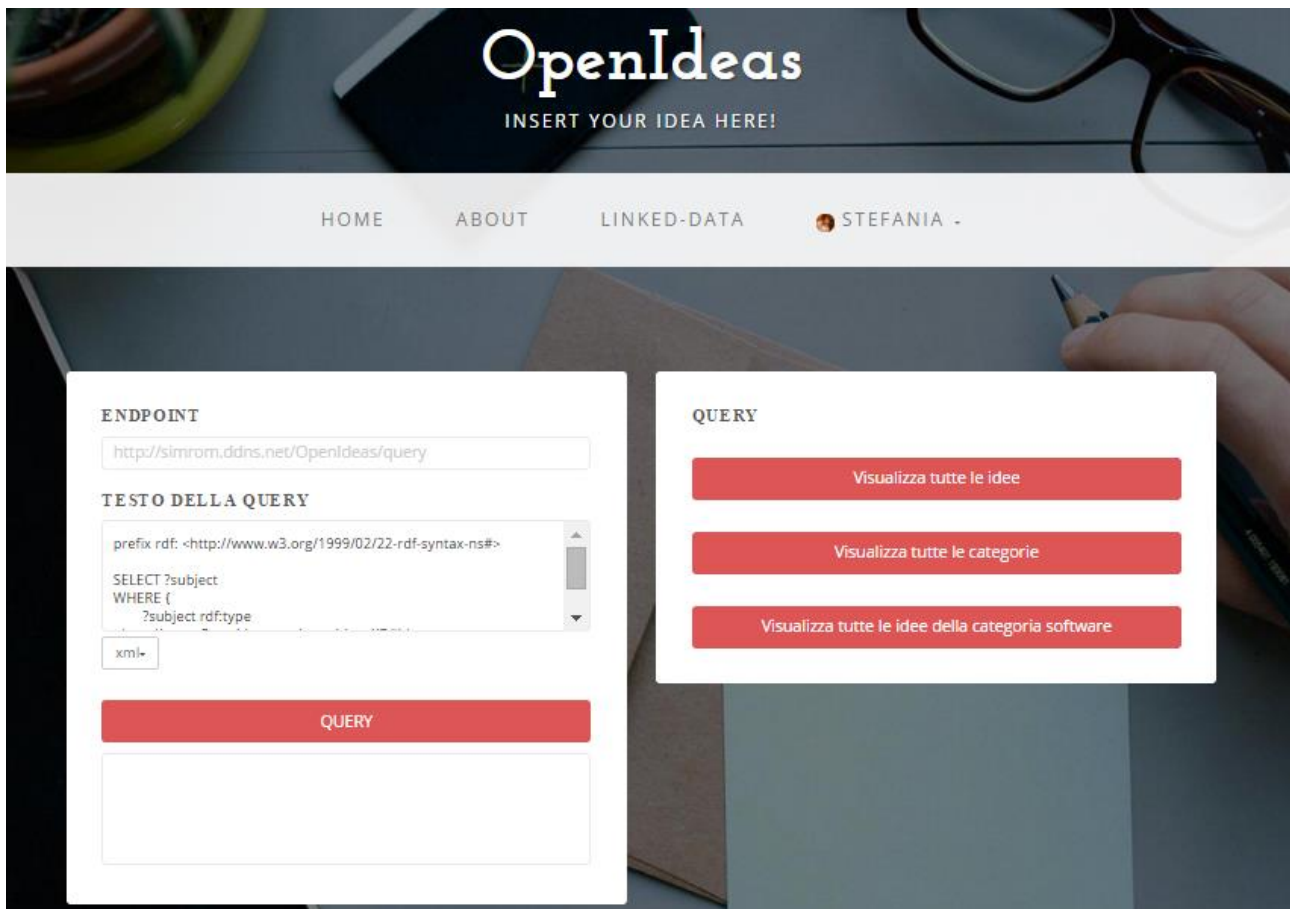 OpenIdeas
INSERT YOUR IDEA HERE!
HOME ABOUT LINKED-DATA STEFANIA
ENDPOINT
http://simrom.ddns.net/OpenIdeas/query
TESTO DELLA QUERY
prefix rdf: <http://www.w3.org/1999/02/22-rdf-syntax-ns#>
SELECT ?subject
WHERE {
?subject rdf:type
xml
QUERY
QUERY
Visualizza tutte le idee
Visualizza tutte le categorie
Visualizza tutte le idee della categoria software